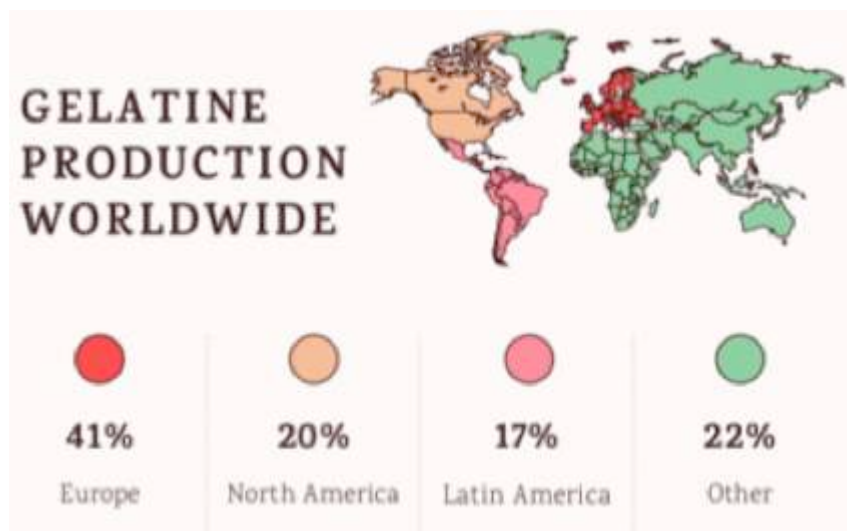 GELATINE
PRODUCTION
WORLDWIDE
41%
Europe
20%
North America
17%
Latin America
22%
Other